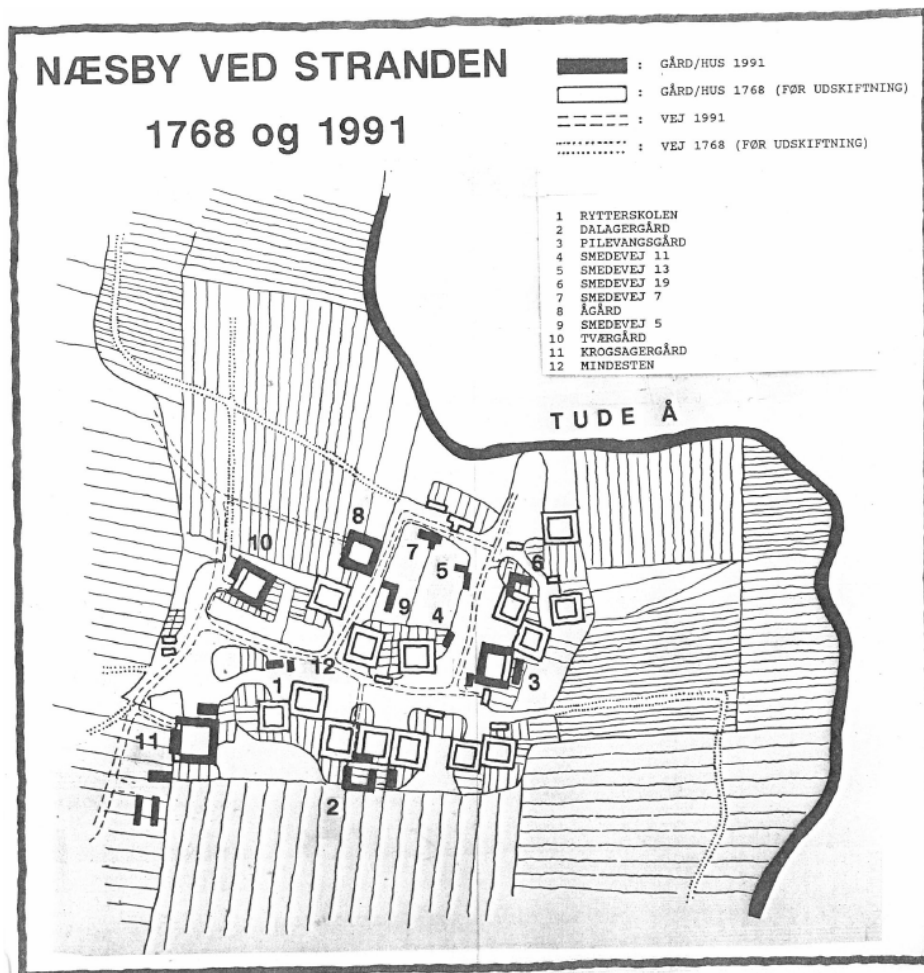 NÆSBY VED STRANDEN
1768 og 1991
: GÅRD/HUS 1991
: GÅRD/HUS 1768 (FØR UDSKIFTNING)
: VEJ 1991
: VEJ 1768 (FØR UDSKIFTNING)
1 RYTTERSKOLEN
2 DALAGERGÅRD
3 PILEVANGSGÅRD
4 SMEDEVEJ 11
5 SMEDEVEJ 13
6 SMEDEVEJ 19
7 SMEDEVEJ 7
8 ÅGÅRD
9 SMEDEVEJ 5
10 TVÆRGÅRD
11 KROGSAGERGÅRD
12 MINDESTEN
TUDE Å
8
7
10
6
5
9
4
12
3
1
11
2